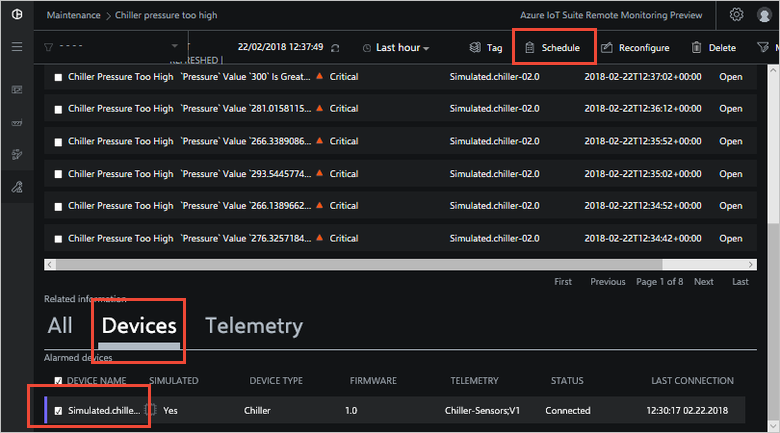 Maintenance > Chiller pressure too high Azure IoT Suite Remote Monitoring Preview
---- 22/02/2018 12:37:49 Last hour Tag Schedule Reconfigure Delete
REFRESHED |
Chiller Pressure Too High `Pressure` Value `300` Is Great... Critical Simulated.chiller-02.0 2018-02-22T12:37:02+00:00 Open
Chiller Pressure Too High `Pressure` Value `281.0158115... Critical Simulated.chiller-02.0 2018-02-22T12:36:12+00:00 Open
Chiller Pressure Too High `Pressure` Value `266.3389086... Critical Simulated.chiller-02.0 2018-02-22T12:35:52+00:00 Open
Chiller Pressure Too High `Pressure` Value `293.5445774... Critical Simulated.chiller-02.0 2018-02-22T12:35:02+00:00 Open
Chiller Pressure Too High `Pressure` Value `266.1389662... Critical Simulated.chiller-02.0 2018-02-22T12:34:52+00:00 Open
Chiller Pressure Too High `Pressure` Value `276.3257184... Critical Simulated.chiller-02.0 2018-02-22T12:34:42+00:00 Open
First Previous Page 1 of 8 Next Last
Related information
All Devices Telemetry
Alarmed devices
DEVICE NAME SIMULATED DEVICE TYPE FIRMWARE TELEMETRY STATUS LAST CONNECTION
Simulated.chille... Yes Chiller 1.0 Chiller-Sensors;V1 Connected 12:30:17 02.22.2018